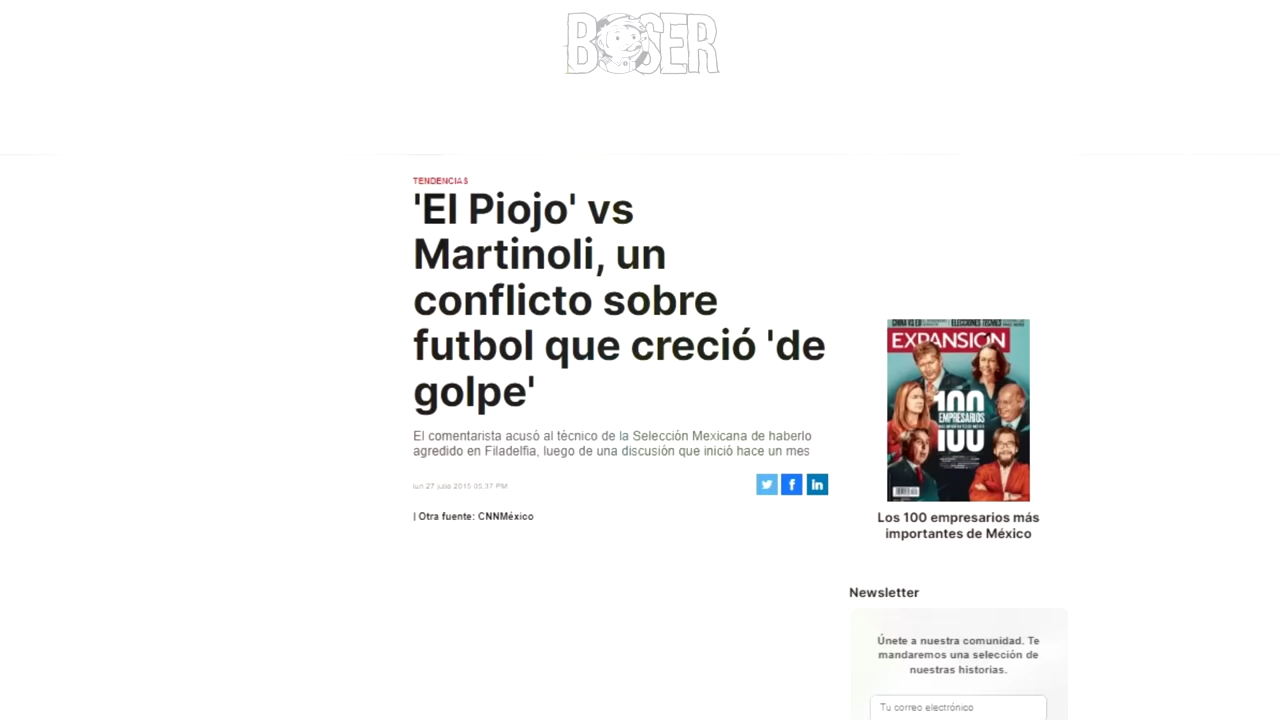 BOSER
TENDENCIAS
'El Piojo' vs
Martinoli, un
conflicto sobre
futbol que creció 'de
golpe'
El comentarista acusó al técnico de la Selección Mexicana de haberlo
agredido en Filadelfia, luego de una discusión que inició hace un mes
lun 27 julio 2015 05:37 PM
| Otra fuente: CNNMéxico
EXPANSIÓN
100
EMPRESARIOS
100
Los 100 empresarios más
importantes de México
Newsletter
Únete a nuestra comunidad. Te
mandaremos una selección de
nuestras historias.
Tu correo electrónico